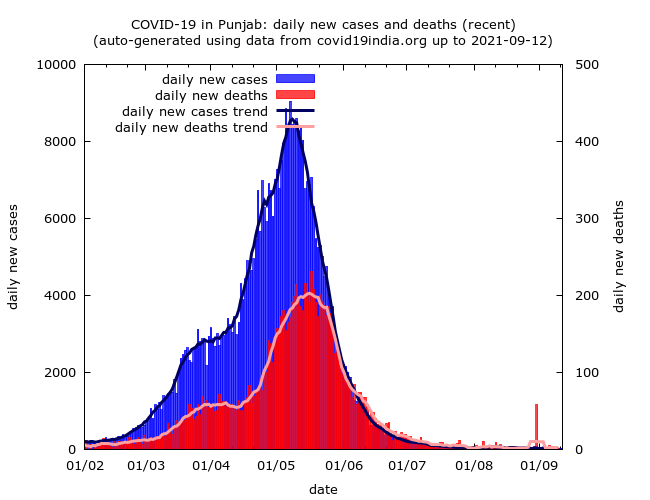 COVID-19 in Punjab: daily new cases and deaths (recent)
(auto-generated using data from covid19india.org up to 2021-09-12)
daily new cases
daily new deaths
daily new cases trend
daily new deaths trend
10000
8000
6000
4000
2000
0
daily new cases
500
400
300
200
100
0
daily new deaths
01/02 01/03 01/04 01/05 01/06 01/07 01/08 01/09
date